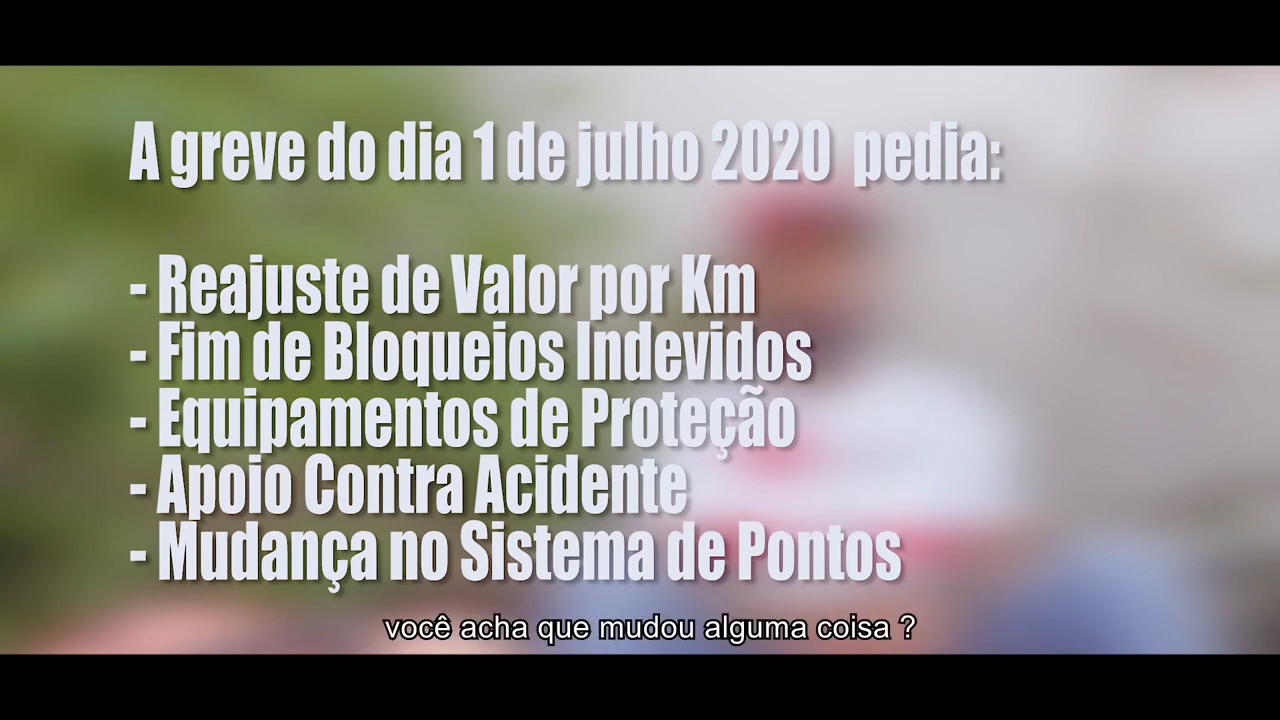 A greve do dia 1 de julho 2020 pedia:
- Reajuste de Valor por Km
- Fim de Bloqueios Indevidos
- Equipamentos de Proteção
- Apoio Contra Acidente
- Mudança no Sistema de Pontos
você acha que mudou alguma coisa ?